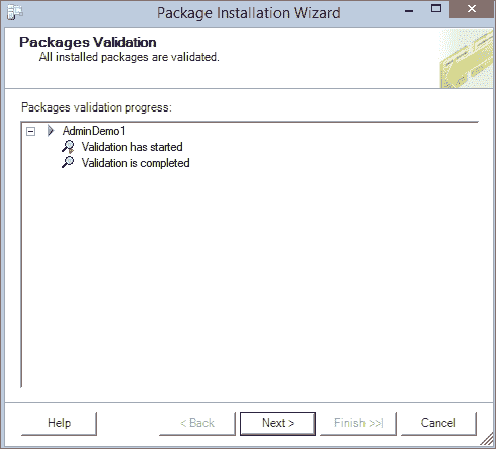 Package Installation Wizard
Packages Validation
All installed packages are validated.
Packages validation progress:
AdminDemo1
Validation has started
Validation is completed
Help
< Back
Next >
Finish >>|
Cancel